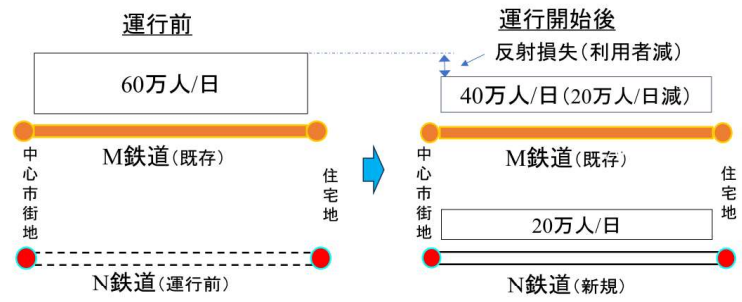 運行前
60万人/日
M鉄道(既存)
中心市街地
住宅地
N鉄道(運行前)
運行開始後
反射損失(利用者減)
40万人/日(20万人/日減)
M鉄道(既存)
中心市街地
住宅地
20万人/日
N鉄道(新規)